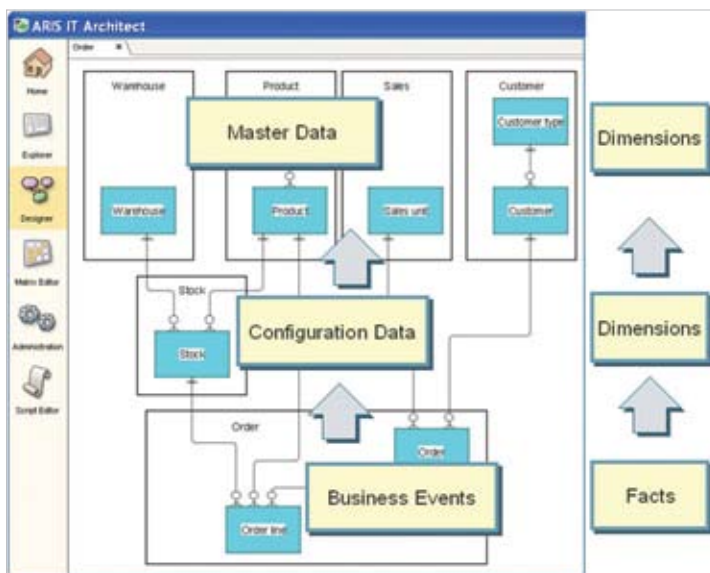 ARIS IT Architect
Order
Home
Explorer
Designer
Matrix Editor
Administration
Script Editor
Warehouse
Product
Sales
Customer
Master Data
Customer type
Dimensions
Warehouse
Product
Sales unit
Customer
Stock
Configuration Data
Dimensions
Stock
Order
Order
Business Events
Facts
Order line